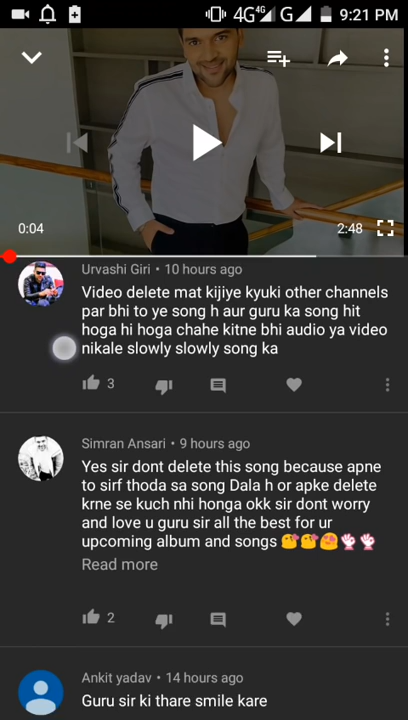 4G 4G G 9:21 PM
0:04 2:48
Urvashi Giri • 10 hours ago
Video delete mat kijiye kyuki other channels
par bhi to ye song h aur guru ka song hit
hoga hi hoga chahe kitne bhi audio ya video
nikale slowly slowly song ka
3
Simran Ansari • 9 hours ago
Yes sir dont delete this song because apne
to sirf thoda sa song Dala h or apke delete
krne se kuch nhi honga okk sir dont worry
and love u guru sir all the best for ur
upcoming album and songs 😘😘😍👌👌
Read more
2
Ankit yadav • 14 hours ago
Guru sir ki thare smile kare